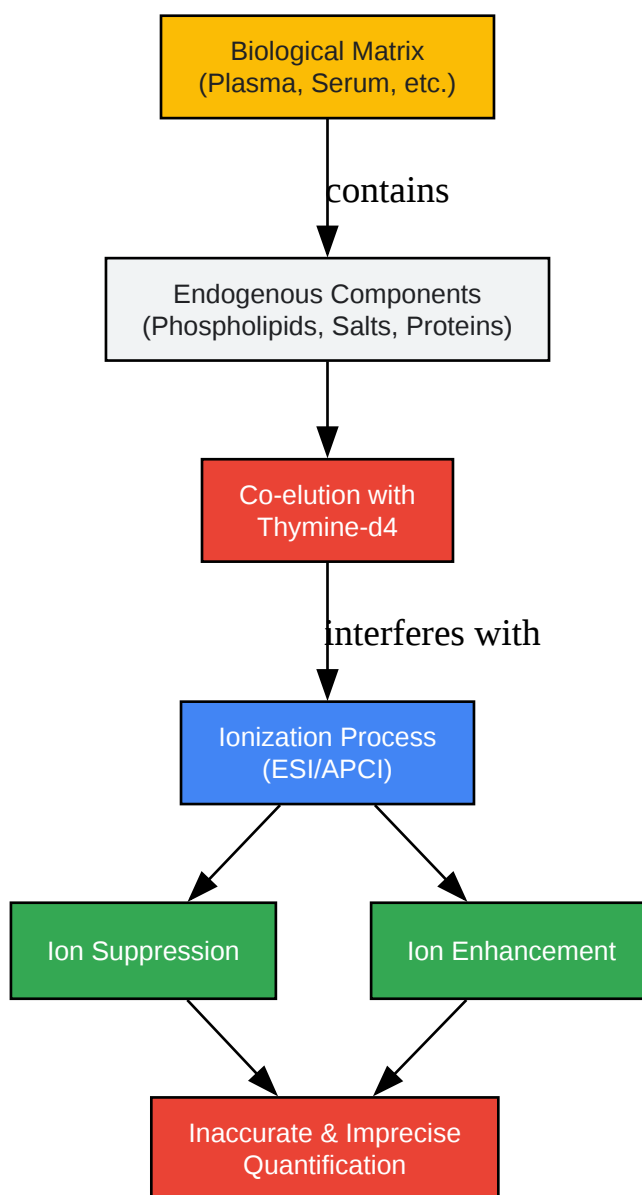 Biological Matrix
(Plasma, Serum, etc.)
contains
Endogenous Components
(Phospholipids, Salts, Proteins)
Co-elution with
Thymine-d4
interferes with
Ionization Process
(ESI/APCI)
Ion Suppression
Ion Enhancement
Inaccurate & Imprecise
Quantification